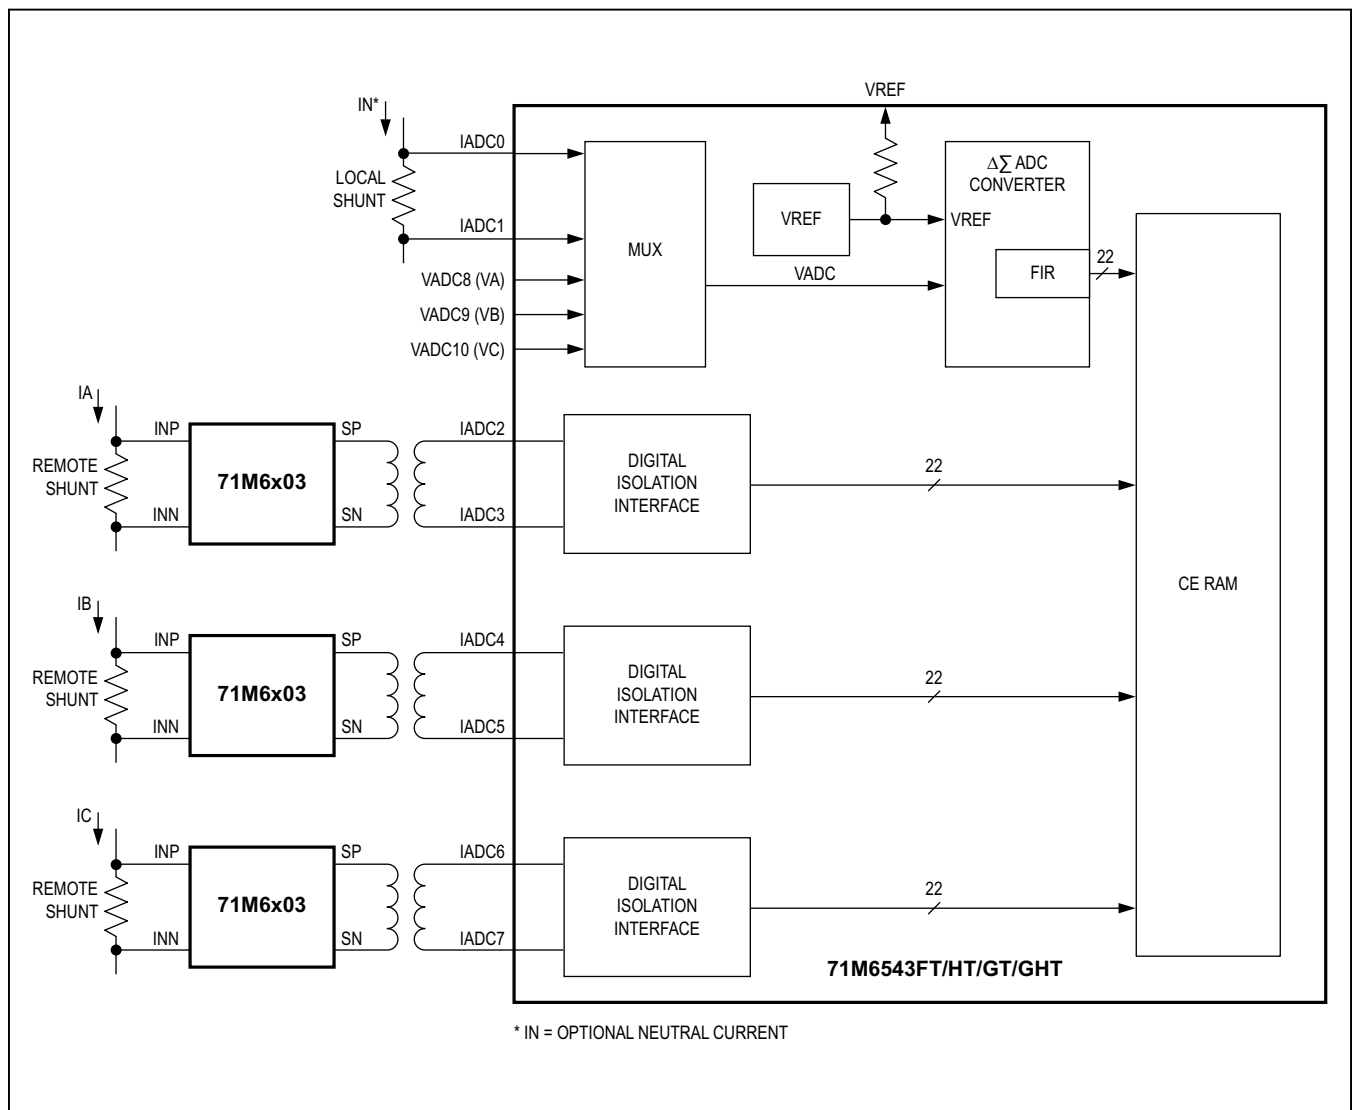 VREF
IN*
IADC0
LOCAL
SHUNT
IADC1
VADC8 (VA)
VADC9 (VB)
VADC10 (VC)
MUX
VREF
VADC
∆∑ ADC
CONVERTER
VREF
FIR
22
CE RAM
IA
REMOTE
SHUNT
INP
INN
71M6x03
SP
SN
IADC2
IADC3
DIGITAL
ISOLATION
INTERFACE
22
IB
REMOTE
SHUNT
INP
INN
71M6x03
SP
SN
IADC4
IADC5
DIGITAL
ISOLATION
INTERFACE
22
IC
REMOTE
SHUNT
INP
INN
71M6x03
SP
SN
IADC6
IADC7
DIGITAL
ISOLATION
INTERFACE
22
71M6543FT/HT/GT/GHT
* IN = OPTIONAL NEUTRAL CURRENT